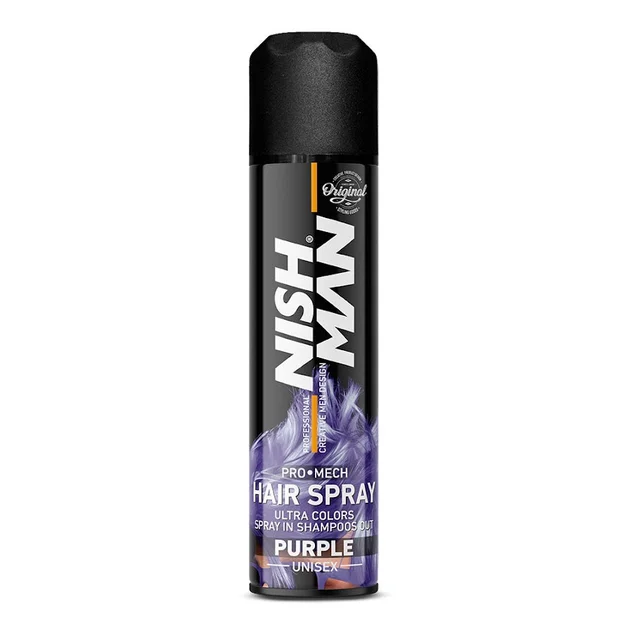 Original
NISH
MAN
®
PROFESSIONAL
CREATIVE MEN DESIGN
PRO•MECH
HAIR SPRAY
ULTRA COLORS
SPRAY IN SHAMPOOS OUT
PURPLE
UNISEX